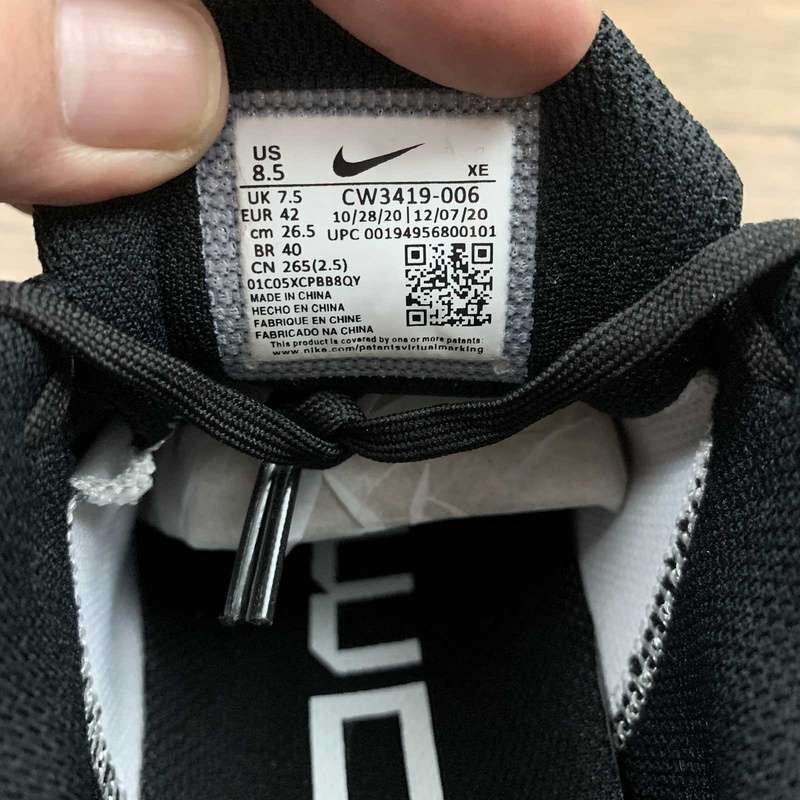 US
8.5
XE
UK 7.5
CW3419-006
EUR 42
10/28/20 | 12/07/20
cm 26.5
UPC 00194956800101
BR 40
CN 265(2.5)
01C05XCPBB8QY
MADE IN CHINA
HECHO EN CHINA
FABRIQUE EN CHINE
FABRICADO NA CHINA
This product is covered by one or more patents:
www.nike.com/patentsvirtualmarking